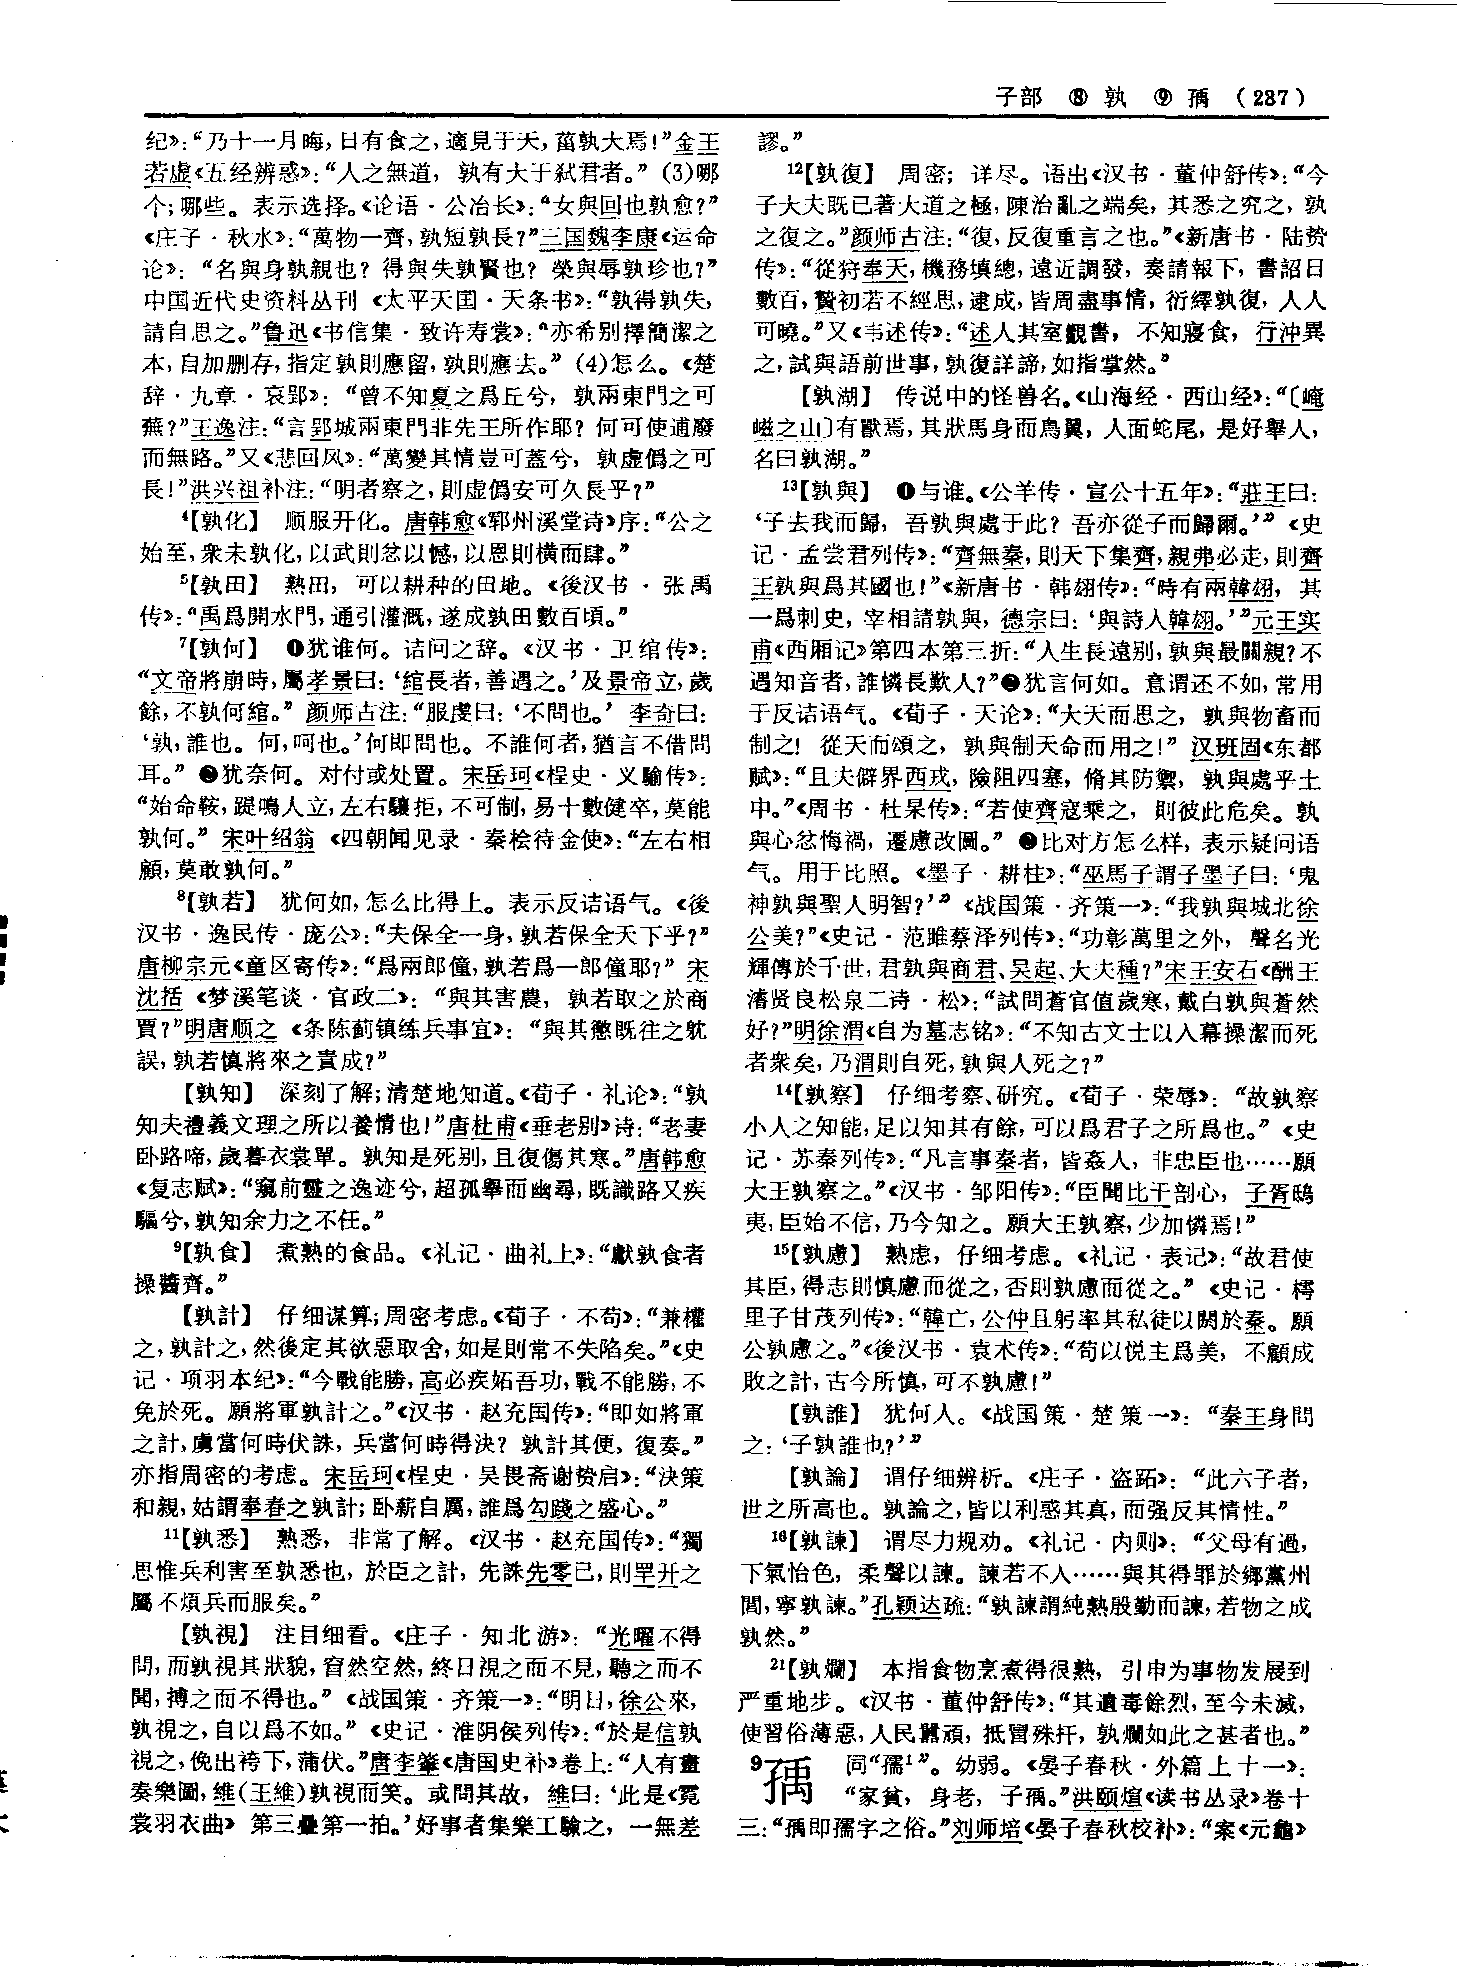 子部 ⑧ 孰 ⑨ 㝄 （287）
纪》：“乃十一月晦，日有食之，適見于天，菑孰大焉！”金王
若虚《五经辨惑》：“人之無道，孰有大于弑君者。”(3)哪
个；哪些。表示选择。《论语·公冶长》：“女與回也孰愈？”
《庄子·秋水》：“萬物一齊，孰短孰長？”三国魏李康《运命
论》：“名與身孰親也？得與失孰賢也？榮與辱孰珍也？”
中国近代史资料丛刊《太平天囯·天条书》：“孰得孰失，
請自思之。”鲁迅《书信集·致许寿裳》：“亦希别擇簡潔之
本，自加删存，指定孰則應留，孰則應去。”(4)怎么。《楚
辞·九章·哀郢》：“曾不知夏之爲丘兮，孰兩東門之可
蕪？”王逸注：“言郢城兩東門非先王所作耶？何可使逋廢
而無路。”又《悲回风》：“萬變其情豈可蓋兮，孰虚僞之可
長！”洪兴祖补注：“明者察之，則虚僞安可久長乎？”
⁴【孰化】 顺服开化。唐韩愈《郓州溪堂诗》序：“公之
始至，衆未孰化，以武則忿以憾，以恩則橫而肆。”
⁵【孰田】 熟田，可以耕种的田地。《後汉书·张禹
传》：“禹爲開水門，通引灌溉，遂成孰田數百頃。”
⁷【孰何】 ❶犹谁何。诘问之辞。《汉书·卫绾传》：
“文帝將崩時，屬孝景曰：‘綰長者，善遇之。’及景帝立，歲
餘，不孰何綰。”颜师古注：“服虔曰：‘不問也。’李奇曰：
‘孰，誰也。何，呵也。’何即問也。不誰何者，猶言不借問
耳。”❷犹奈何。对付或处置。宋岳珂《桯史·义騟传》：
“始命鞍，踶鳴人立，左右驤拒，不可制，易十數健卒，莫能
孰何。”宋叶绍翁《四朝闻见录·秦桧待金使》：“左右相
顧，莫敢孰何。”
⁸【孰若】 犹何如，怎么比得上。表示反诘语气。《後
汉书·逸民传·庞公》：“夫保全一身，孰若保全天下乎？”
唐柳宗元《童区寄传》：“爲兩郎僮，孰若爲一郎僮耶？”宋
沈括《梦溪笔谈·官政二》：“與其害農，孰若取之於商
賈？”明唐顺之《条陈蓟镇练兵事宜》：“與其懲既往之躭
誤，孰若慎將來之責成？”
【孰知】 深刻了解；清楚地知道。《荀子·礼论》：“孰
知夫禮義文理之所以養情也！”唐杜甫《垂老别》诗：“老妻
卧路啼，歲暮衣裳單。孰知是死别，且復傷其寒。”唐韩愈
《复志赋》：“窺前靈之逸迹兮，超孤舉而幽尋，既識路又疾
驅兮，孰知余力之不任。”
⁹【孰食】 煮熟的食品。《礼记·曲礼上》：“獻孰食者
操醬齊。”
【孰計】 仔细谋算；周密考虑。《荀子·不苟》：“兼權
之，孰計之，然後定其欲惡取舍，如是則常不失陷矣。”《史
记·项羽本纪》：“今戰能勝，高必疾妬吾功，戰不能勝，不
免於死。願將軍孰計之。”《汉书·赵充国传》：“即如將軍
之計，虜當何時伏誅，兵當何時得決？孰計其便，復奏。”
亦指周密的考虑。宋岳珂《桯史·吴畏斋谢贽启》：“決策
和親，姑謂奉春之孰計；卧薪自厲，誰爲勾踐之盛心。”
¹¹【孰悉】 熟悉，非常了解。《汉书·赵充国传》：“獨
思惟兵利害至孰悉也，於臣之計，先誅先零已，則罕幵之
屬不煩兵而服矣。”
【孰視】 注目细看。《庄子·知北游》：“光曜不得
問，而孰視其狀貌，窅然空然，終日視之而不見，聽之而不
聞，搏之而不得也。”《战国策·齐策一》：“明日，徐公來，
孰視之，自以爲不如。”《史记·淮阴侯列传》：“於是信孰
視之，俛出袴下，蒲伏。”唐李肇《唐国史补》卷上：“人有畫
奏樂圖，維(王維)孰視而笑。或問其故，維曰：‘此是《霓
裳羽衣曲》第三疊第一拍。’好事者集樂工驗之，一無差
謬。”
¹²【孰復】 周密；详尽。语出《汉书·董仲舒传》：“今
子大夫既已著大道之極，陳治亂之端矣，其悉之究之，孰
之復之。”颜师古注：“復，反復重言之也。”《新唐书·陆贽
传》：“從狩奉天，機務填總，遠近調發，奏請報下，書詔日
數百，贄初若不經思，逮成，皆周盡事情，衍繹孰復，人人
可曉。”又《韦述传》：“述入其室觀書，不知寢食，行沖異
之，試與語前世事，孰復詳諦，如指掌然。”
【孰湖】 传说中的怪兽名。《山海经·西山经》：“〔崦
嵫之山〕有獸焉，其狀馬身而鳥翼，人面蛇尾，是好舉人，
名曰孰湖。”
¹³【孰與】 ❶与谁。《公羊传·宣公十五年》：“莊王曰：
‘子去我而歸，吾孰與處于此？吾亦從子而歸爾。’”《史
记·孟尝君列传》：“齊無秦，則天下集齊，親弗必走，則齊
王孰與爲其國也！”《新唐书·韩翃传》：“時有兩韓翃，其
一爲刺史，宰相請孰與，德宗曰：‘與詩人韓翃。’”元王实
甫《西厢记》第四本第三折：“人生長遠别，孰與最關親？不
遇知音者，誰憐長歎人？”❷犹言何如。意谓还不如，常用
于反诘语气。《荀子·天论》：“大天而思之，孰與物畜而
制之！從天而頌之，孰與制天命而用之！”汉班固《东都
赋》：“且夫僻界西戎，險阻四塞，脩其防禦，孰與處乎土
中。”《周书·杜杲传》：“若使齊寇乘之，則彼此危矣。孰
與心忿悔禍，遷慮改圖。”❸比对方怎么样，表示疑问语
气。用于比照。《墨子·耕柱》：“巫馬子謂子墨子曰：‘鬼
神孰與聖人明智？’”《战国策·齐策一》：“我孰與城北徐
公美？”《史记·范雎蔡泽列传》：“功彰萬里之外，聲名光
輝傳於千世，君孰與商君、吴起、大夫種？”宋王安石《酬王
濬贤良松泉二诗·松》：“試問蒼官值歲寒，戴白孰與蒼然
好？”明徐渭《自为墓志铭》：“不知古文士以入幕操潔而死
者衆矣，乃渭則自死，孰與人死之？”
¹⁴【孰察】 仔细考察、研究。《荀子·荣辱》：“故孰察
小人之知能，足以知其有餘，可以爲君子之所爲也。”《史
记·苏秦列传》：“凡言事秦者，皆姦人，非忠臣也……願
大王孰察之。”《汉书·邹阳传》：“臣聞比干剖心，子胥鴟
夷，臣始不信，乃今知之。願大王孰察，少加憐焉！”
¹⁵【孰慮】 熟虑，仔细考虑。《礼记·表记》：“故君使
其臣，得志則慎慮而從之，否則孰慮而從之。”《史记·樗
里子甘茂列传》：“韓亡，公仲且躬率其私徒以閼於秦。願
公孰慮之。”《後汉书·袁术传》：“苟以悦主爲美，不顧成
敗之計，古今所慎，可不孰慮！”
【孰誰】 犹何人。《战国策·楚策一》：“秦王身問
之：‘子孰誰也？’”
【孰論】 谓仔细辨析。《庄子·盗跖》：“此六子者，
世之所高也。孰論之，皆以利惑其真，而强反其情性。”
¹⁶【孰諫】 谓尽力规劝。《礼记·内则》：“父母有過，
下氣怡色，柔聲以諫。諫若不入……與其得罪於鄉黨州
閭，寧孰諫。”孔颖达疏：“孰諫謂純熟殷勤而諫，若物之成
孰然。”
²¹【孰爛】 本指食物烹煮得很熟，引申为事物发展到
严重地步。《汉书·董仲舒传》：“其遺毒餘烈，至今未滅，
使習俗薄惡，人民嚚頑，抵冒殊扞，孰爛如此之甚者也。”
⁹㝄 同“孺¹”。幼弱。《晏子春秋·外篇上十一》：
“家貧，身老，子㝄。”洪颐煊《读书丛录》卷十
三：“㝄即孺字之俗。”刘师培《晏子春秋校补》：“案《元龜》